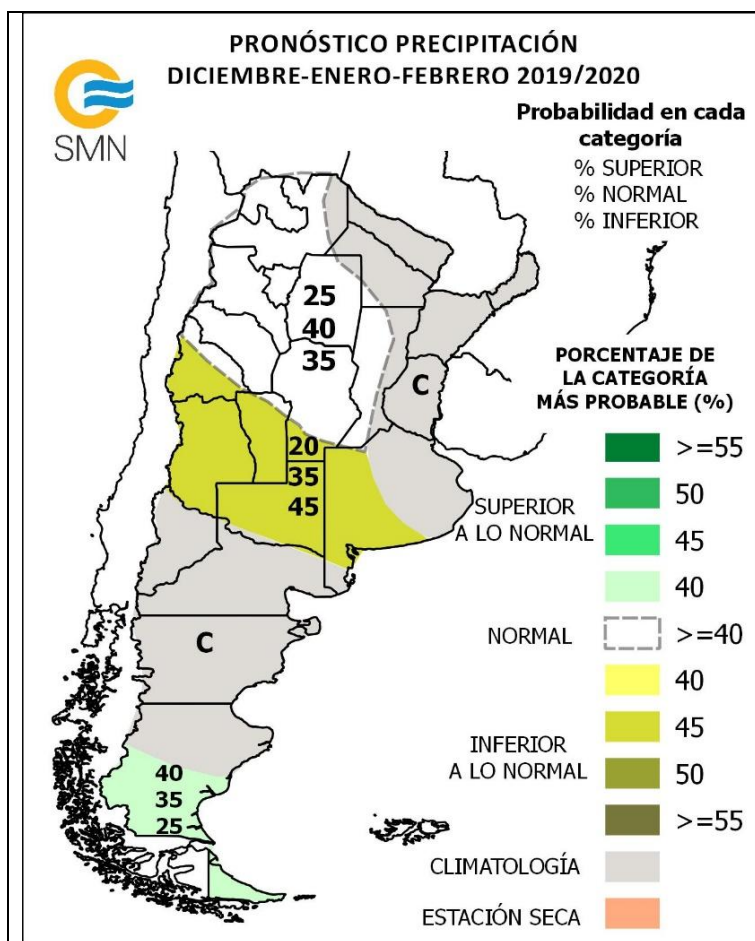 PRONÓSTICO PRECIPITACIÓN
DICIEMBRE-ENERO-FEBRERO 2019/2020
SMN
Probabilidad en cada
categoría
% SUPERIOR
% NORMAL
% INFERIOR
25
40
35
C
20
35
45
C
40
35
25
PORCENTAJE DE
LA CATEGORÍA
MÁS PROBABLE (%)
>=55
50
SUPERIOR
A LO NORMAL
45
40
NORMAL
>=40
40
45
INFERIOR
A LO NORMAL
50
>=55
CLIMATOLOGÍA
ESTACIÓN SECA